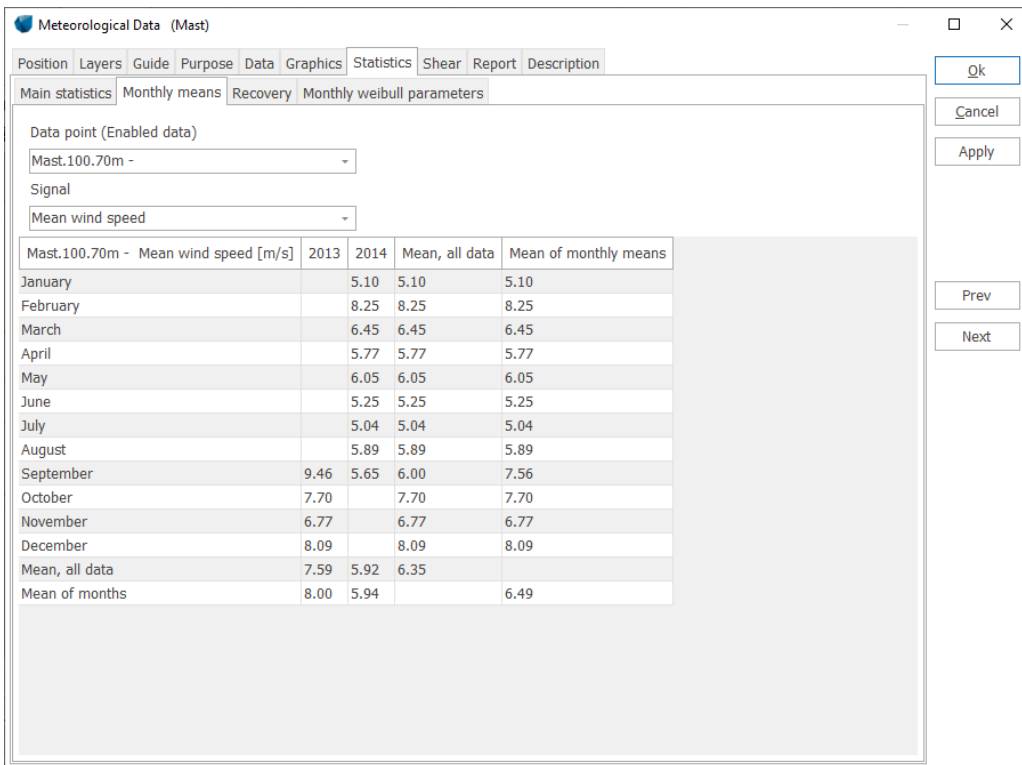 Meteorological Data (Mast)
Position Layers Guide Purpose Data Graphics Statistics Shear Report Description
Main statistics Monthly means Recovery Monthly weibull parameters
Ok
Cancel
Apply
Prev
Next
Data point (Enabled data)
Mast.100.70m -
Signal
Mean wind speed
Mast.100.70m - Mean wind speed [m/s] 2013 2014 Mean, all data Mean of monthly means
January 5.10 5.10 5.10
February 8.25 8.25 8.25
March 6.45 6.45 6.45
April 5.77 5.77 5.77
May 6.05 6.05 6.05
June 5.25 5.25 5.25
July 5.04 5.04 5.04
August 5.89 5.89 5.89
September 9.46 5.65 6.00 7.56
October 7.70 7.70 7.70
November 6.77 6.77 6.77
December 8.09 8.09 8.09
Mean, all data 7.59 5.92 6.35
Mean of months 8.00 5.94 6.49